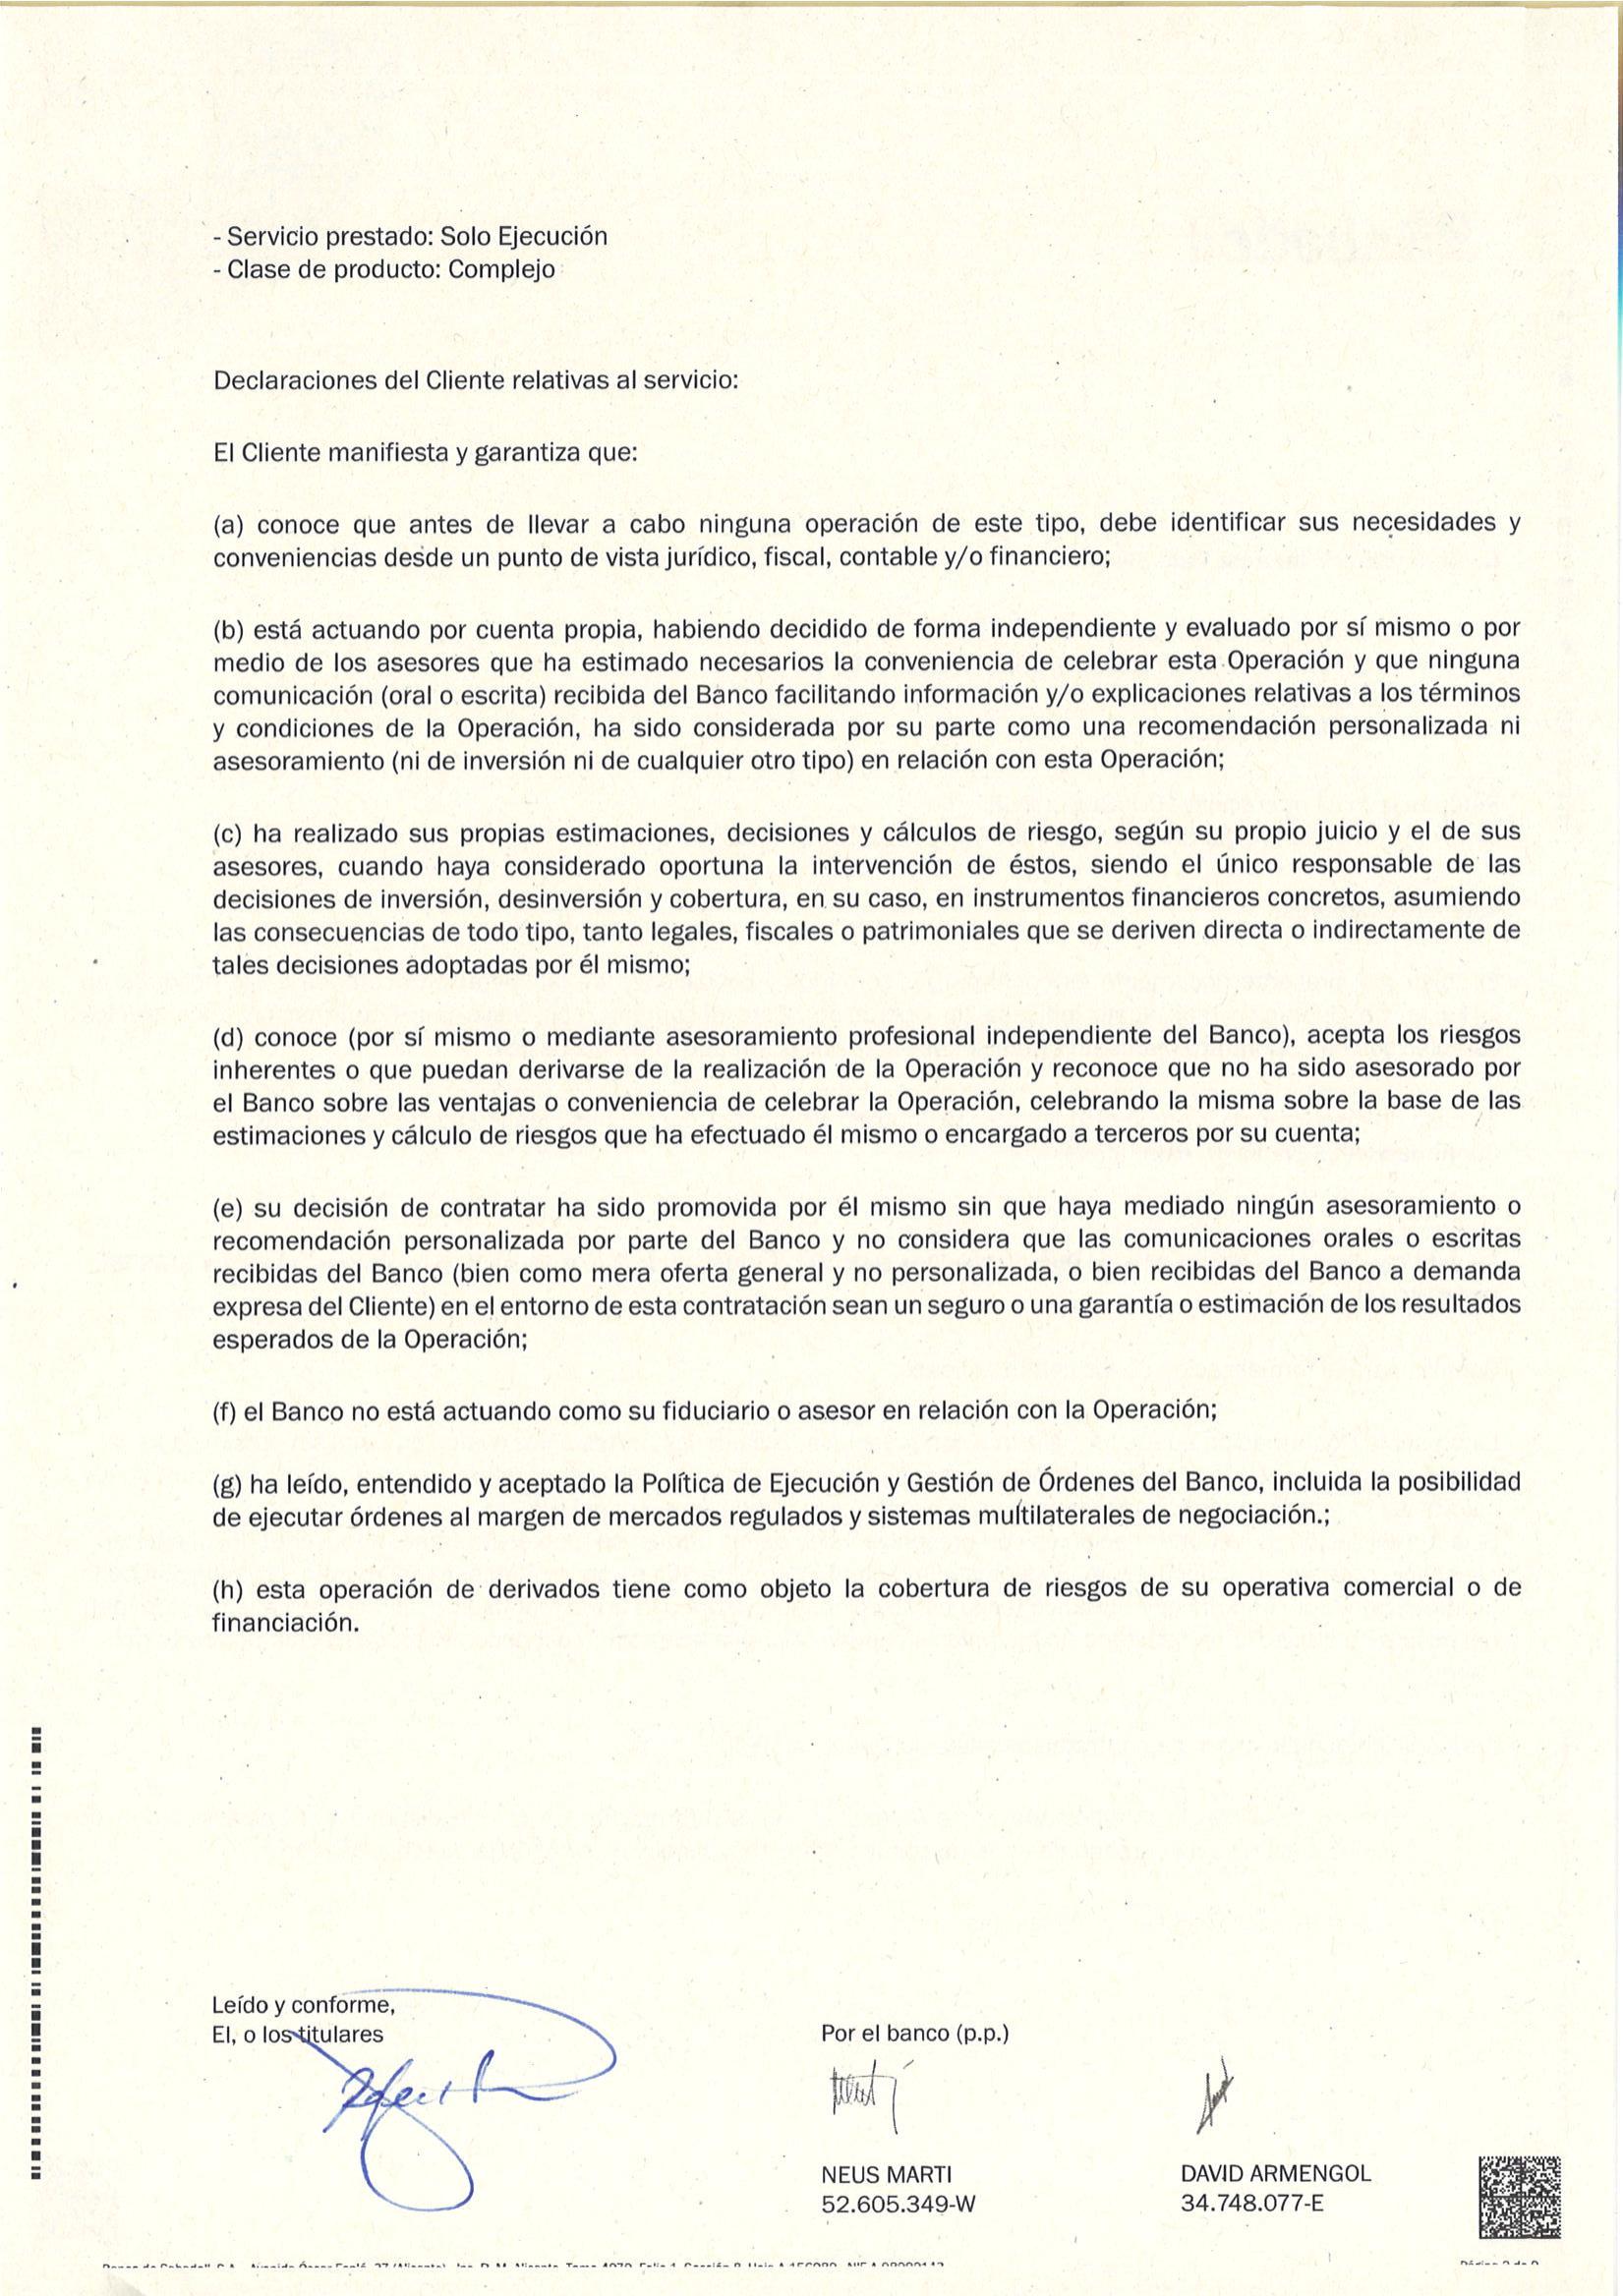 - Servicio prestado: Solo Ejecución
- Clase de producto: Complejo
Declaraciones del Cliente relativas al servicio:
El Cliente manifiesta y garantiza que:
(a) conoce que antes de llevar a cabo ninguna operación de este tipo, debe identificar sus necesidades y
conveniencias desde un punto de vista jurídico, fiscal, contable y/o financiero;
(b) está actuando por cuenta propia, habiendo decidido de forma independiente y evaluado por sí mismo o por
medio de los asesores que ha estimado necesarios la conveniencia de celebrar esta Operación y que ninguna
comunicación (oral o escrita) recibida del Banco facilitando información y/o explicaciones relativas a los términos
y condiciones de la Operación, ha sido considerada por su parte como una recomendación personalizada ni
asesoramiento (ni de inversión ni de cualquier otro tipo) en relación con esta Operación;
(c) ha realizado sus propias estimaciones, decisiones y cálculos de riesgo, según su propio juicio y el de sus
asesores, cuando haya considerado oportuna la intervención de éstos, siendo el único responsable de las
decisiones de inversión, desinversión y cobertura, en su caso, en instrumentos financieros concretos, asumiendo
las consecuencias de todo tipo, tanto legales, fiscales o patrimoniales que se deriven directa o indirectamente de
tales decisiones adoptadas por él mismo;
(d) conoce (por sí mismo o mediante asesoramiento profesional independiente del Banco), acepta los riesgos
inherentes o que puedan derivarse de la realización de la Operación y reconoce que no ha sido asesorado por
el Banco sobre las ventajas o conveniencia de celebrar la Operación, celebrando la misma sobre la base de las
estimaciones y cálculo de riesgos que ha efectuado él mismo o encargado a terceros por su cuenta;
(e) su decisión de contratar ha sido promovida por él mismo sin que haya mediado ningún asesoramiento o
recomendación personalizada por parte del Banco y no considera que las comunicaciones orales o escritas
recibidas del Banco (bien como mera oferta general y no personalizada, o bien recibidas del Banco a demanda
expresa del Cliente) en el entorno de esta contratación sean un seguro o una garantía o estimación de los resultados
esperados de la Operación;
(f) el Banco no está actuando como su fiduciario o asesor en relación con la Operación;
(g) ha leído, entendido y aceptado la Política de Ejecución y Gestión de Órdenes del Banco, incluida la posibilidad
de ejecutar órdenes al margen de mercados regulados y sistemas multilaterales de negociación.;
(h) esta operación de derivados tiene como objeto la cobertura de riesgos de su operativa comercial o de
financiación.
Leído y conforme,
El, o los titulares
Por el banco (p.p.)
NEUS MARTI
52.605.349-W
DAVID ARMENGOL
34.748.077-E